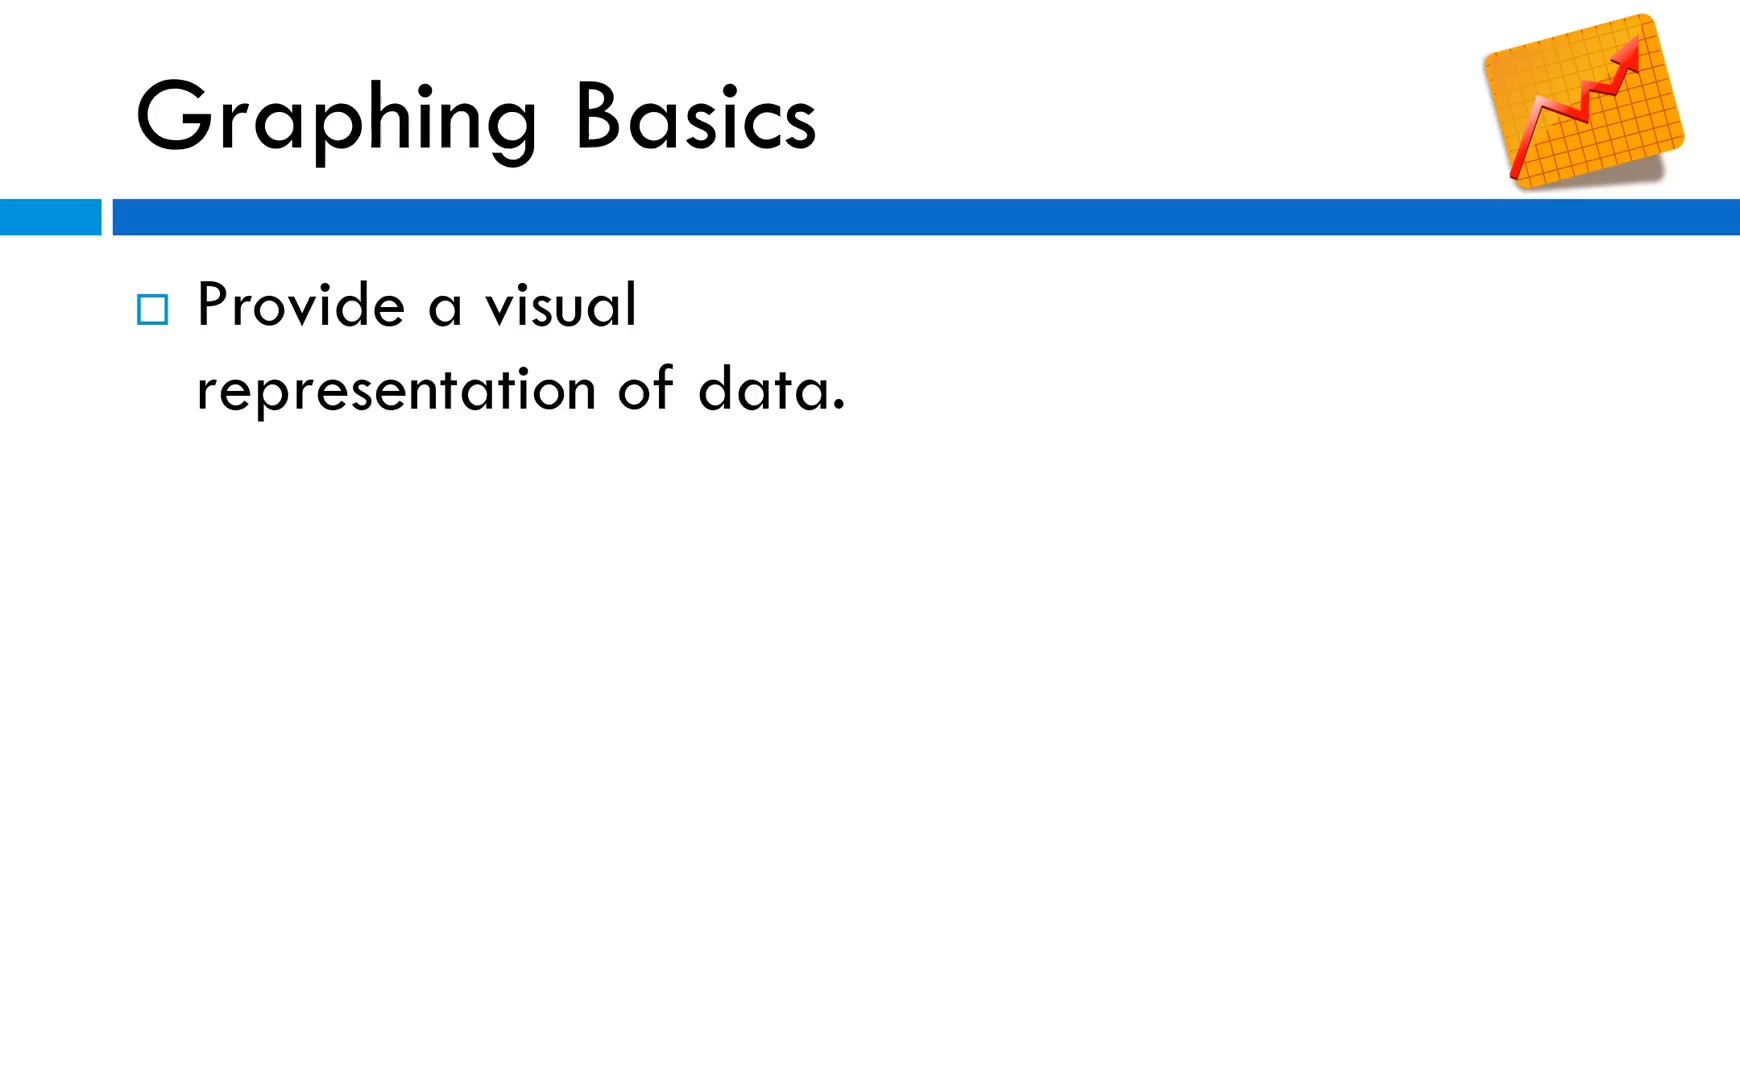 Graphing Basics
Provide a visual
representation of data.